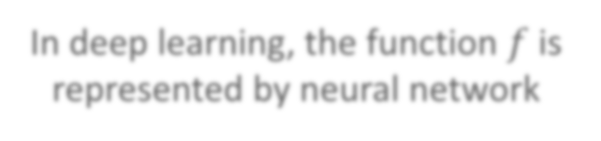 In deep learning, the function f is
represented by neural network